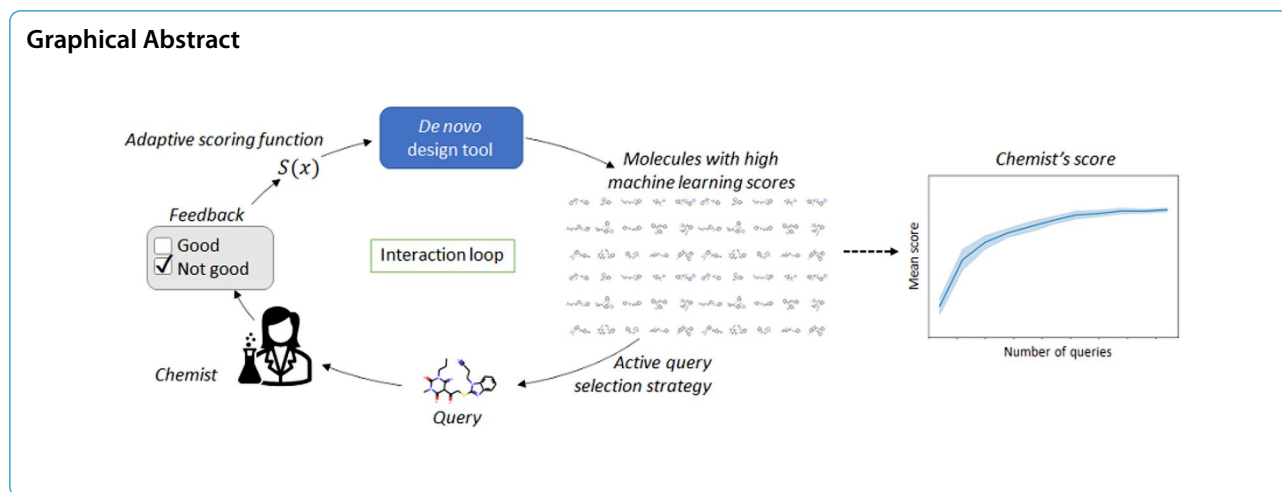 Graphical Abstract
Adaptive scoring function
S(x)
De novo
design tool
Molecules with high
machine learning scores
Chemist's score
Feedback
Good
Not good
Interaction loop
Mean score
Number of queries
Active query
selection strategy
Chemist
Query